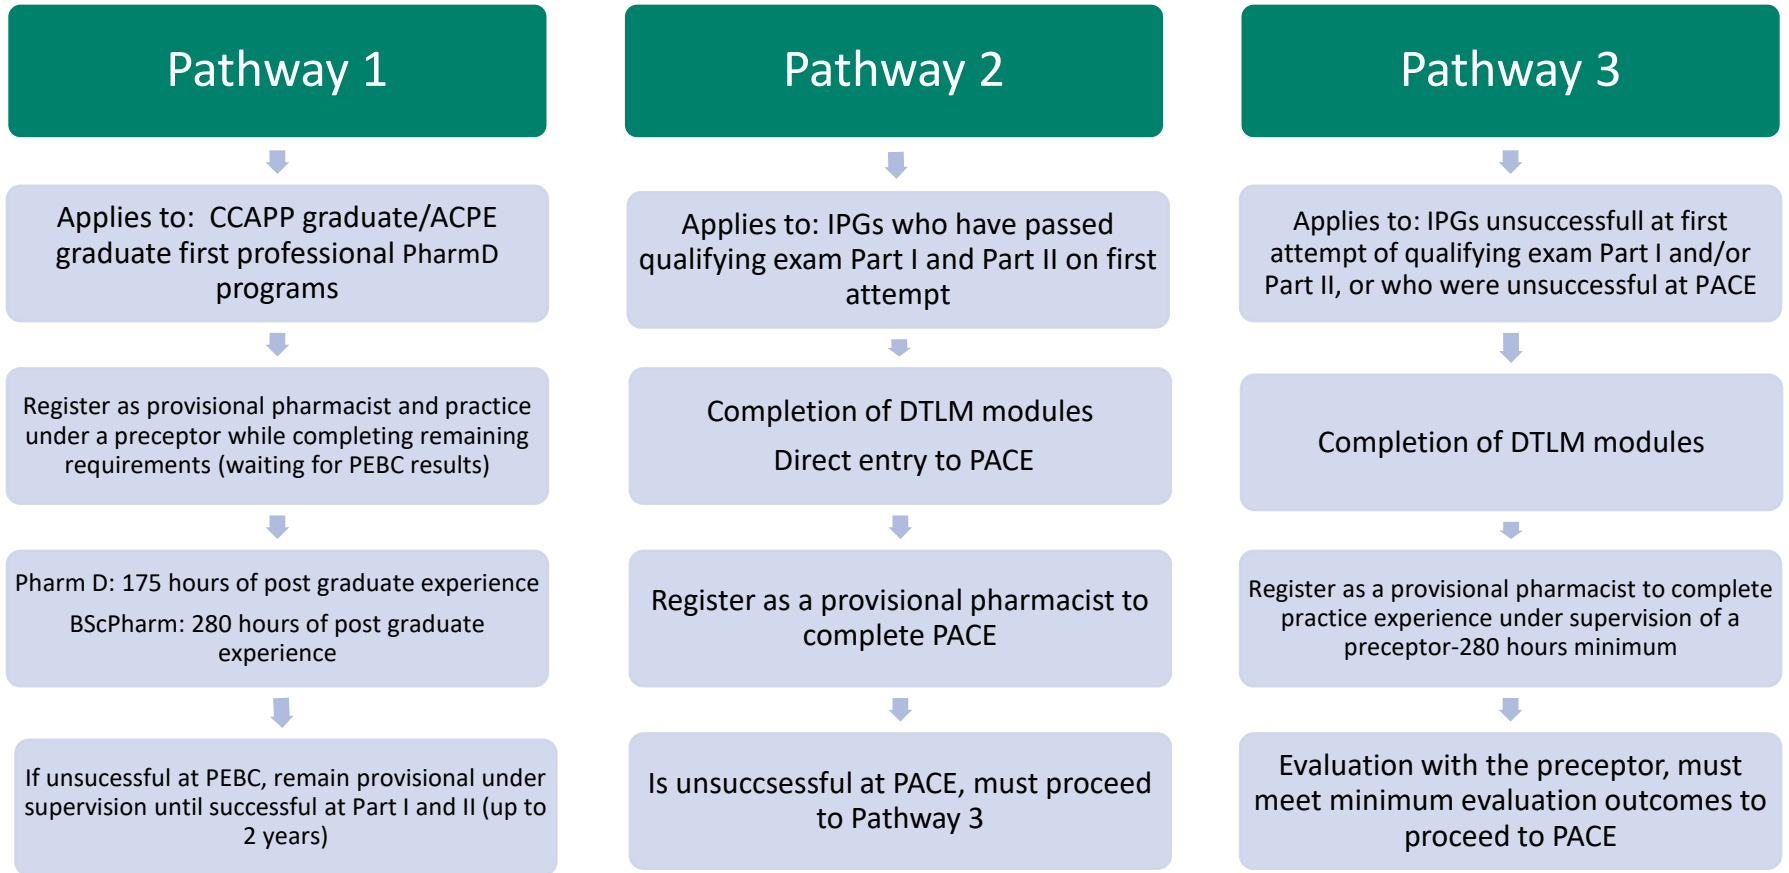 Pathway 1
Applies to: CCAPP graduate/ACPE
graduate first professional PharmD
programs
Register as provisional pharmacist and practice
under a preceptor while completing remaining
requirements (waiting for PEBC results)
Pharm D: 175 hours of post graduate experience
BScPharm: 280 hours of post graduate
experience
If unsucessful at PEBC, remain provisional under
supervision until successful at Part I and II (up to
2 years)
Pathway 2
Applies to: IPGs who have passed
qualifying exam Part I and Part II on first
attempt
Completion of DTLM modules
Direct entry to PACE
Register as a provisional pharmacist to
complete PACE
Is unsuccsessful at PACE, must proceed
to Pathway 3
Pathway 3
Applies to: IPGs unsuccessfull at first
attempt of qualifying exam Part I and/or
Part II, or who were unsuccessful at PACE
Completion of DTLM modules
Register as a provisional pharmacist to complete
practice experience under supervision of a
preceptor-280 hours minimum
Evaluation with the preceptor, must
meet minimum evaluation outcomes to
proceed to PACE